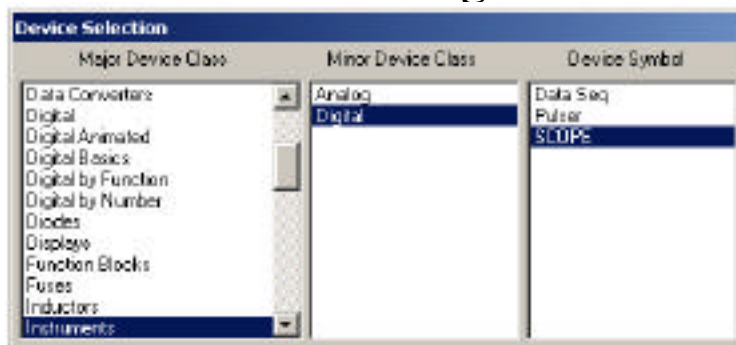 Device Selection
Major Device Class
Minor Device Class
Device Symbol
Data Converters
Digital
Digital Animated
Digital Basics
Digital by Function
Digital by Number
Diodes
Displays
Function Blocks
Fuses
Inductors
Instruments
Analog
Digital
Data Seq
Pulser
SCOPE